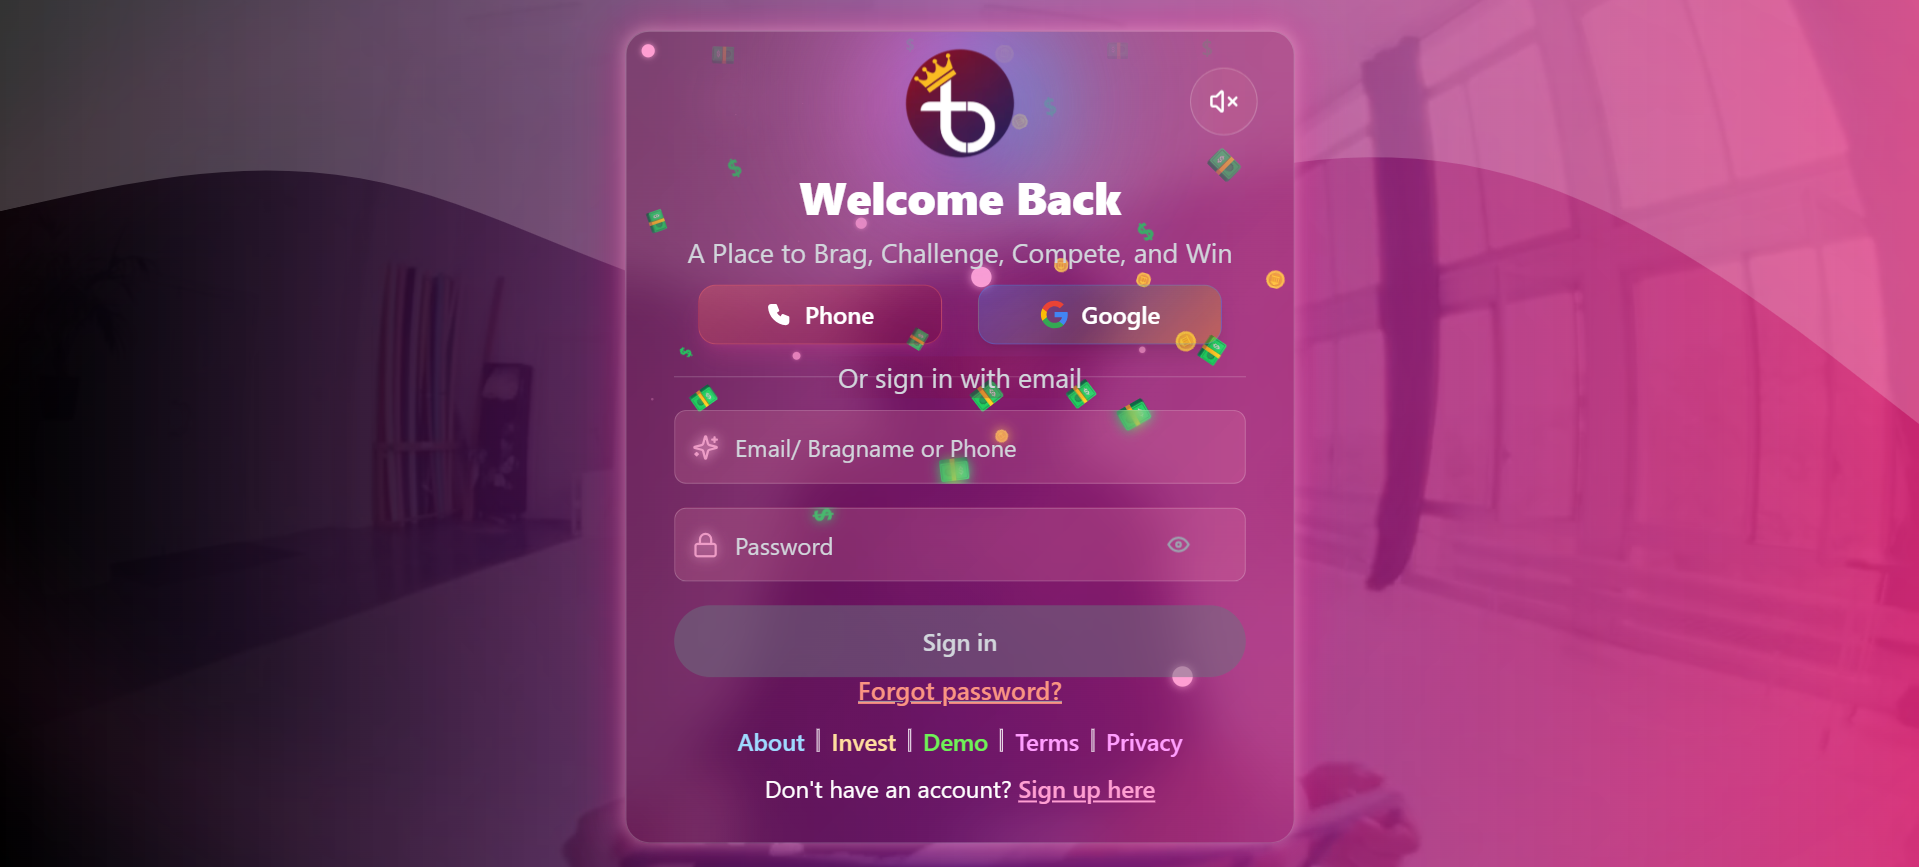 Welcome Back
A Place to Brag, Challenge, Compete, and Win
Phone
Google
Or sign in with email
Email/ Bragname or Phone
Password
Sign in
Forgot password?
About | Invest | Demo | Terms | Privacy
Don't have an account? Sign up here